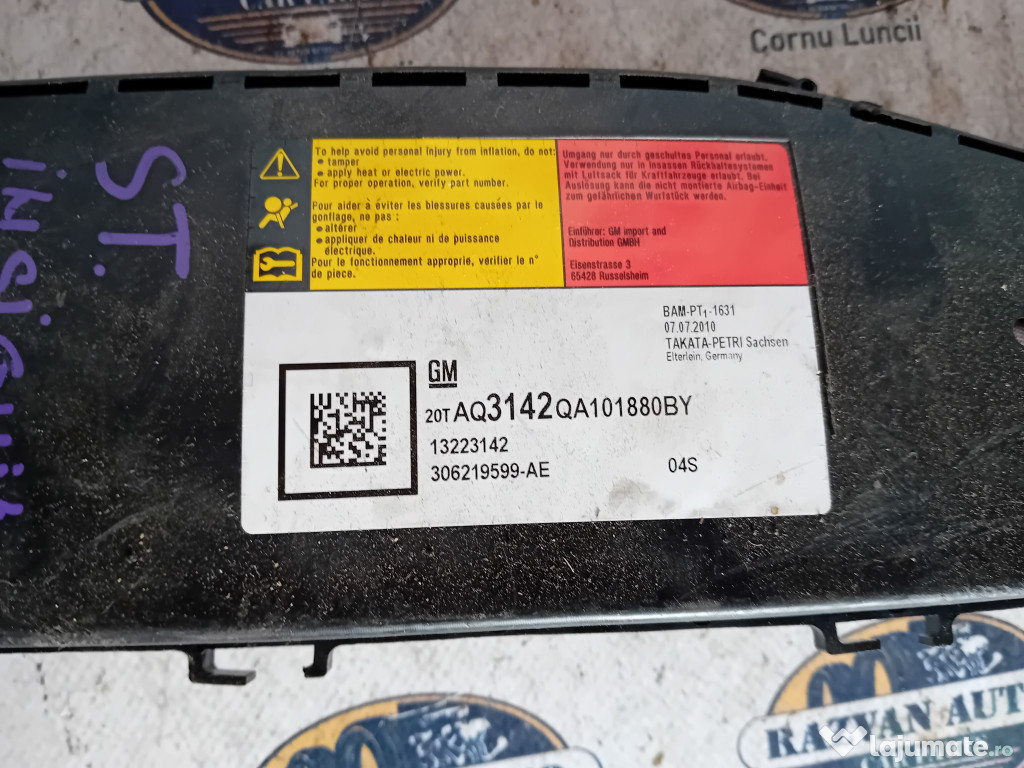 Cornu Luncii
ST.
INSIGNIA
To help avoid personal injury from inflation, do not:
• tamper
• apply heat or electric power.
For proper operation, verify part number.
Pour aider à éviter les blessures causées par le
gonflage, ne pas :
• altérer
• appliquer de chaleur ni de puissance
électrique.
Pour le fonctionnement approprié, vérifier le n°
de piece.
Umgang nur durch geschultes Personal erlaubt.
Verwendung nur in Insassen Rückhaltesystemen
mit Luftsack für Kraftfahrzeuge erlaubt. Bei
Auslösung kann die nicht montierte Airbag-Einheit
zum gefährlichen Wurfstück werden.
Einführer: GM import and
Distribution GMBH
Eisenstrasse 3
65428 Russelsheim
BAM-PT₁-1631
07.07.2010
TAKATA-PETRI Sachsen
Elterlein, Germany
GM
20T AQ3142QA101880BY
13223142
306219599-AE
04S
RAZVAN AUTO
lajumate.ro